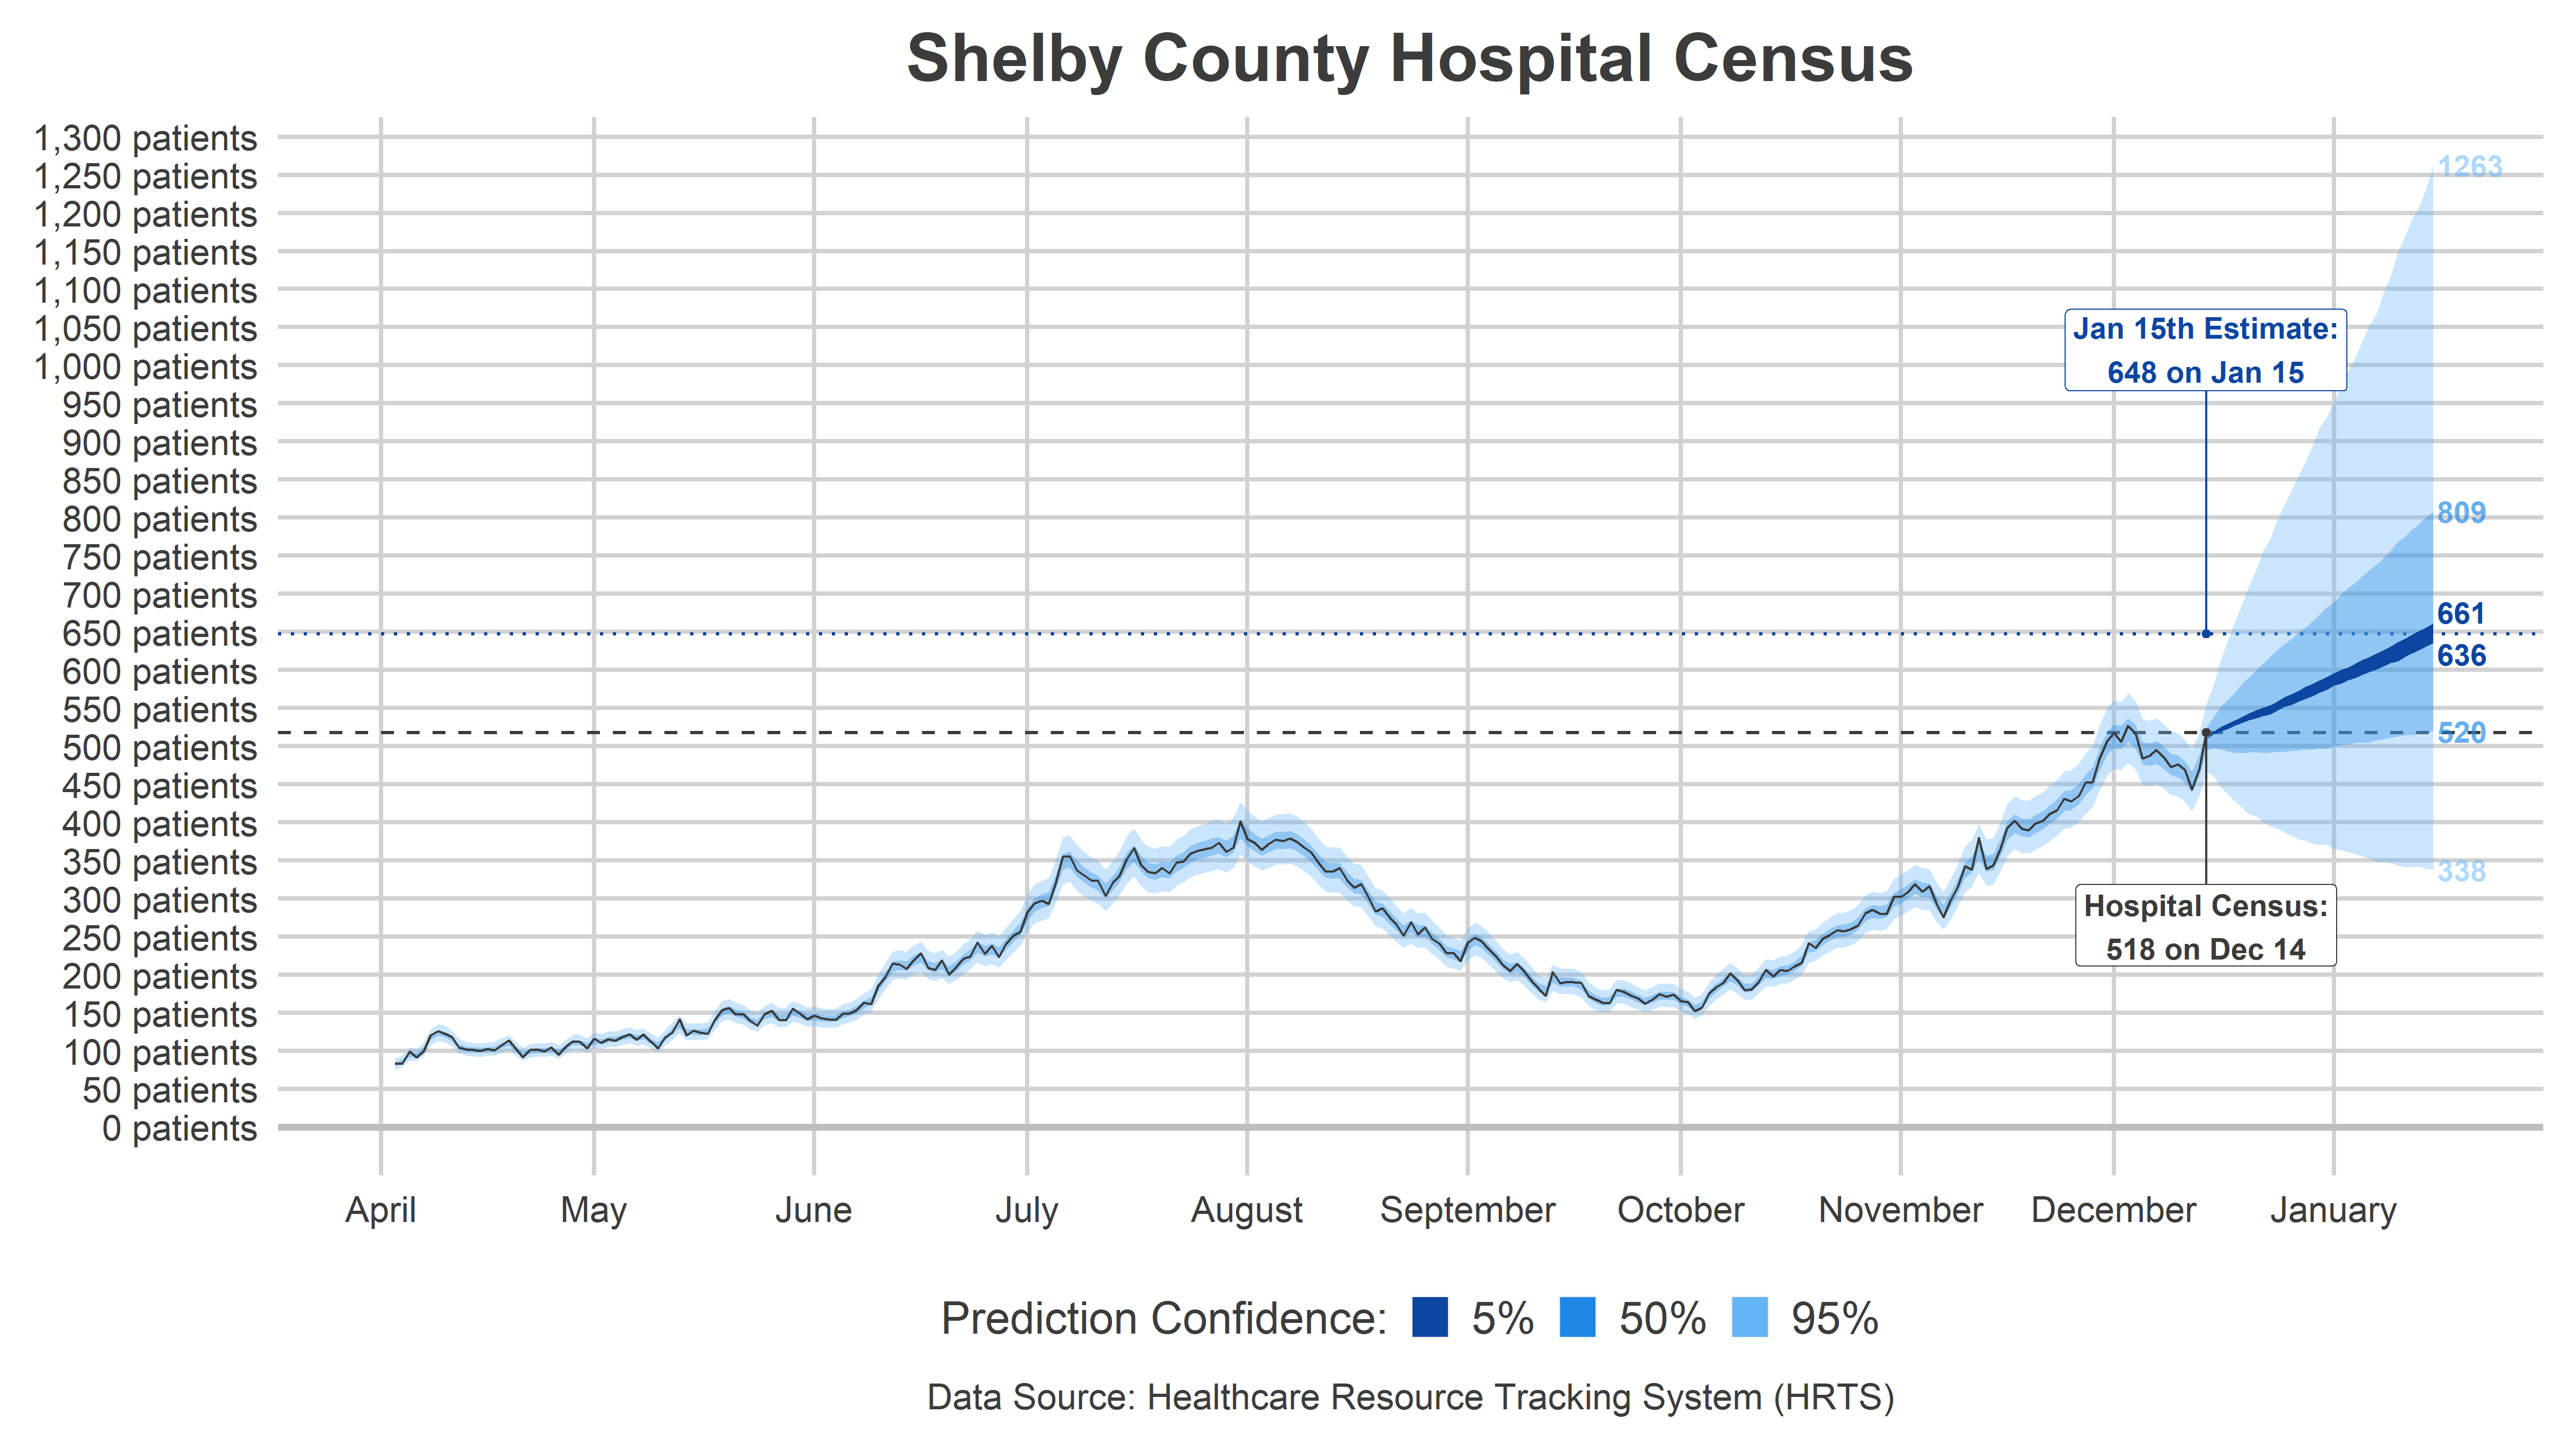 Shelby County Hospital Census
1,300 patients
1,250 patients
1,200 patients
1,150 patients
1,100 patients
1,050 patients
1,000 patients
950 patients
900 patients
850 patients
800 patients
750 patients
700 patients
650 patients
600 patients
550 patients
500 patients
450 patients
400 patients
350 patients
300 patients
250 patients
200 patients
150 patients
100 patients
50 patients
0 patients
1263
Jan 15th Estimate:
648 on Jan 15
809
661
636
520
338
Hospital Census:
518 on Dec 14
April May June July August September October November December January
Prediction Confidence: 5% 50% 95%
Data Source: Healthcare Resource Tracking System (HRTS)